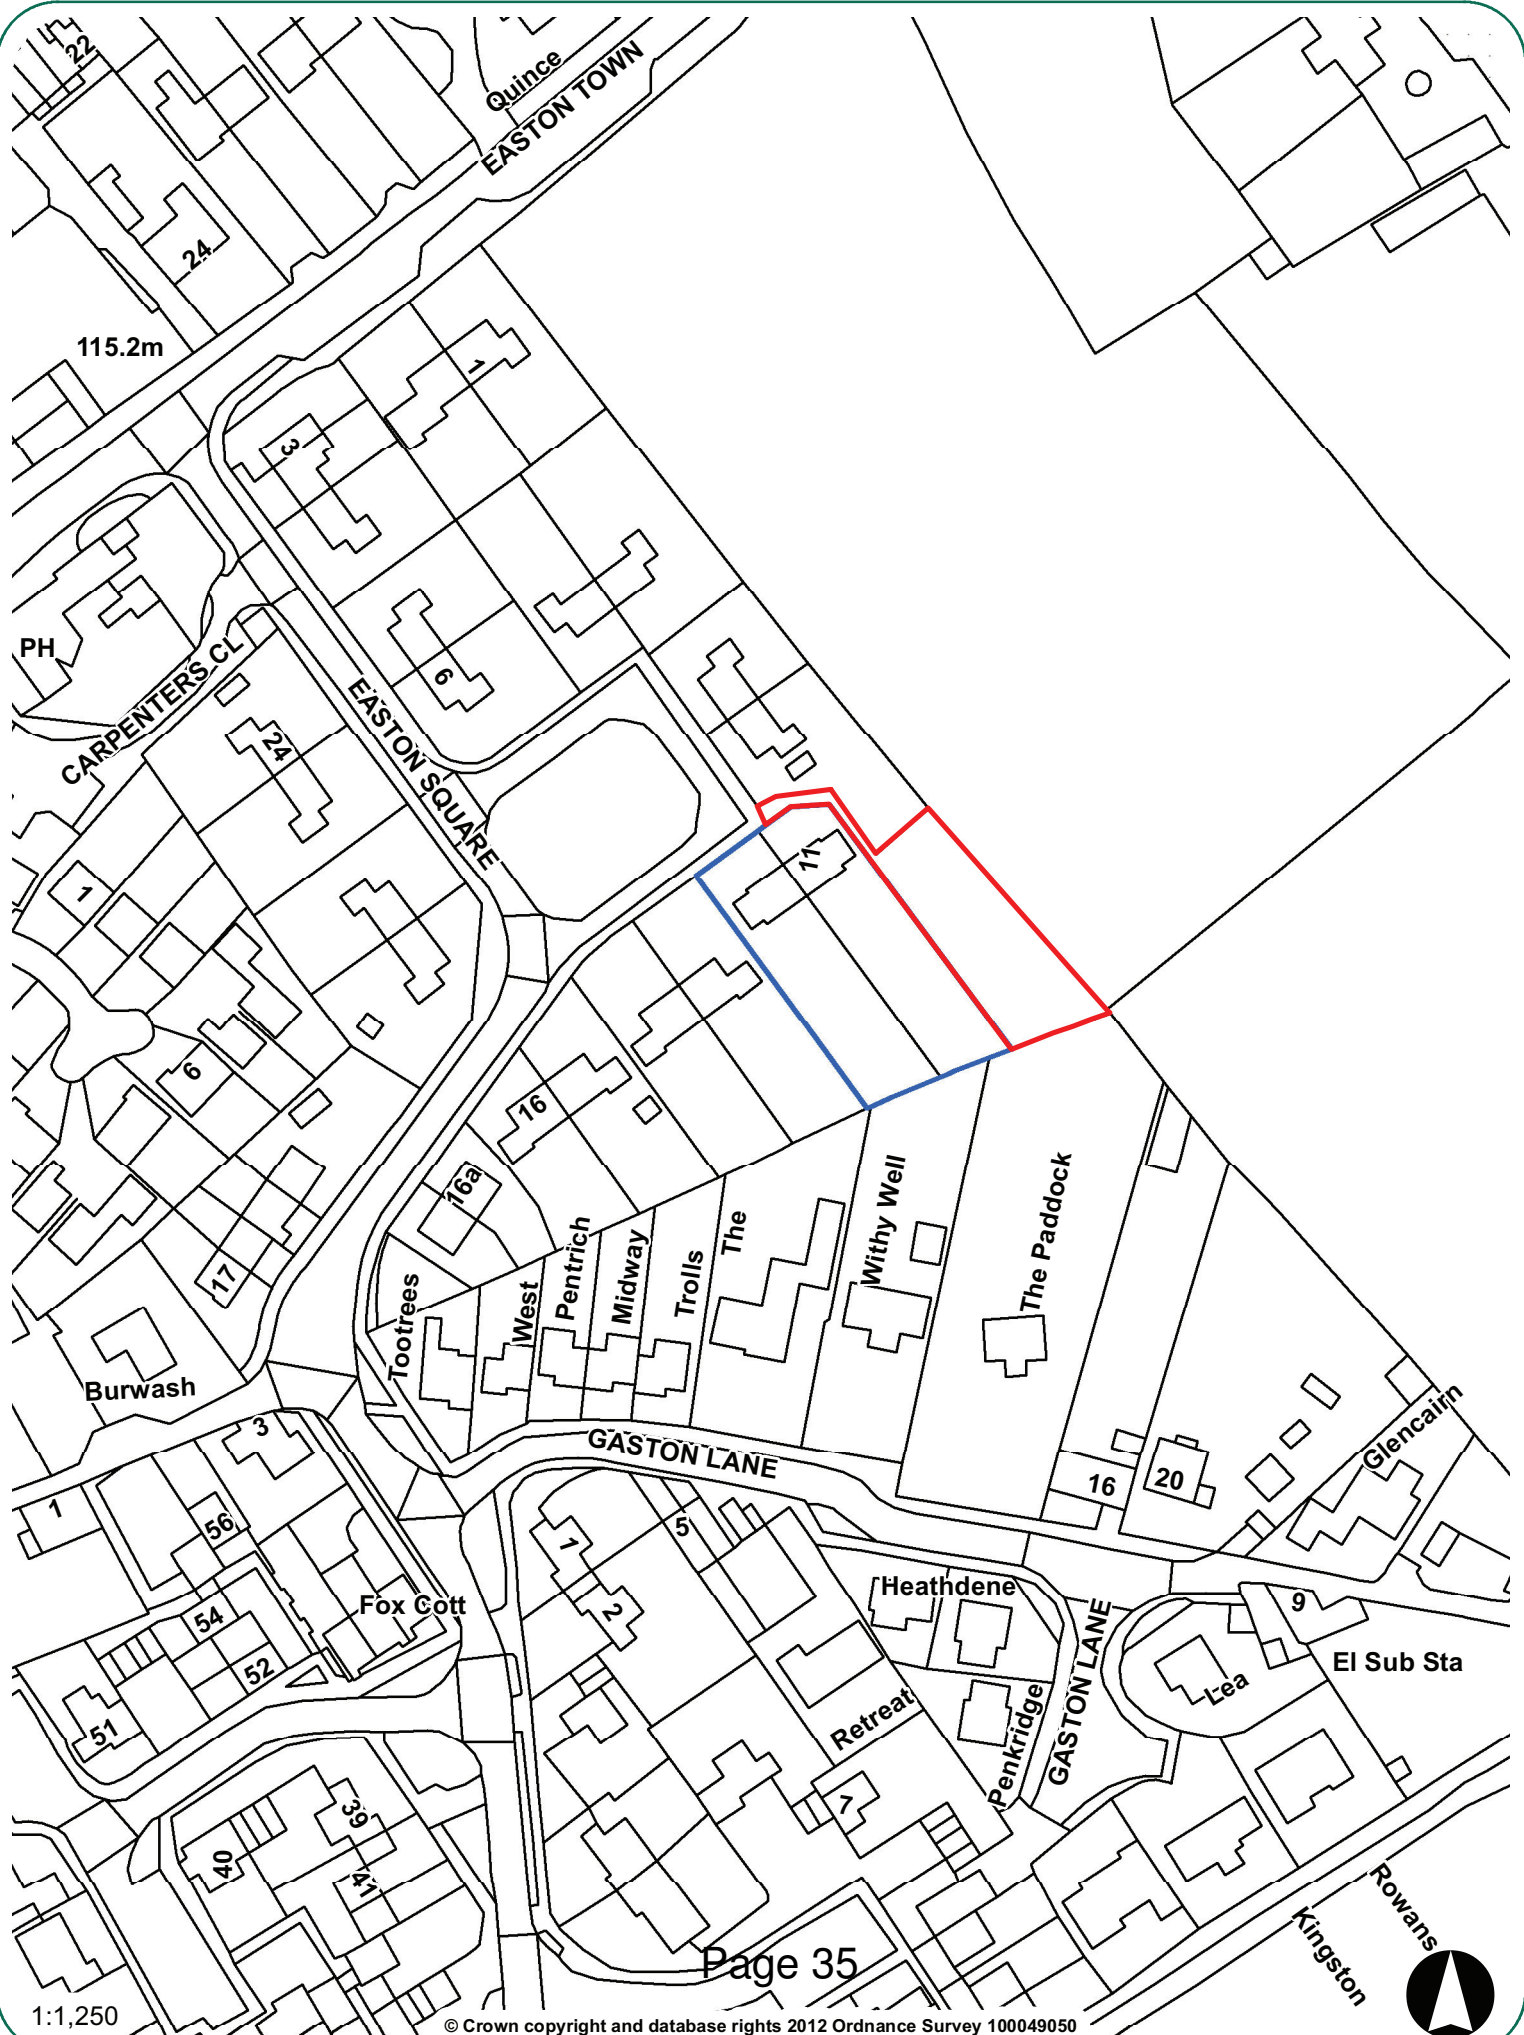 22
Quince
EASTON TOWN
24
115.2m
1
3
PH
CARPENTERS CL
6
EASTON SQUARE
24
11
1
6
16
16a
17
Tootrees
West
Pentrich
Midway
Trolls
The
Withy Well
The Paddock
Burwash
3
GASTON LANE
Glencairn
16
20
1
56
5
1
2
Fox Cott
Heathdene
9
El Sub Sta
54
52
51
Lea
GASTON LANE
Penkridge
Retreat
7
39
40
41
Rowans
Kingston
Page 35
1:1,250
© Crown copyright and database rights 2012 Ordnance Survey 100049050